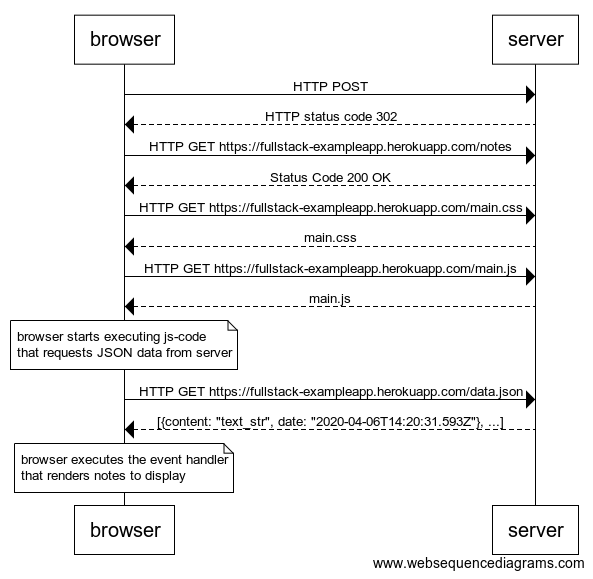 browser
server
HTTP POST
HTTP status code 302
HTTP GET https://fullstack-exampleapp.herokuapp.com/notes
Status Code 200 OK
HTTP GET https://fullstack-exampleapp.herokuapp.com/main.css
main.css
HTTP GET https://fullstack-exampleapp.herokuapp.com/main.js
main.js
browser starts executing js-code
that requests JSON data from server
HTTP GET https://fullstack-exampleapp.herokuapp.com/data.json
[{content: "text_str", date: "2020-04-06T14:20:31.593Z"}, ...]
browser executes the event handler
that renders notes to display
browser
server
www.websequencediagrams.com